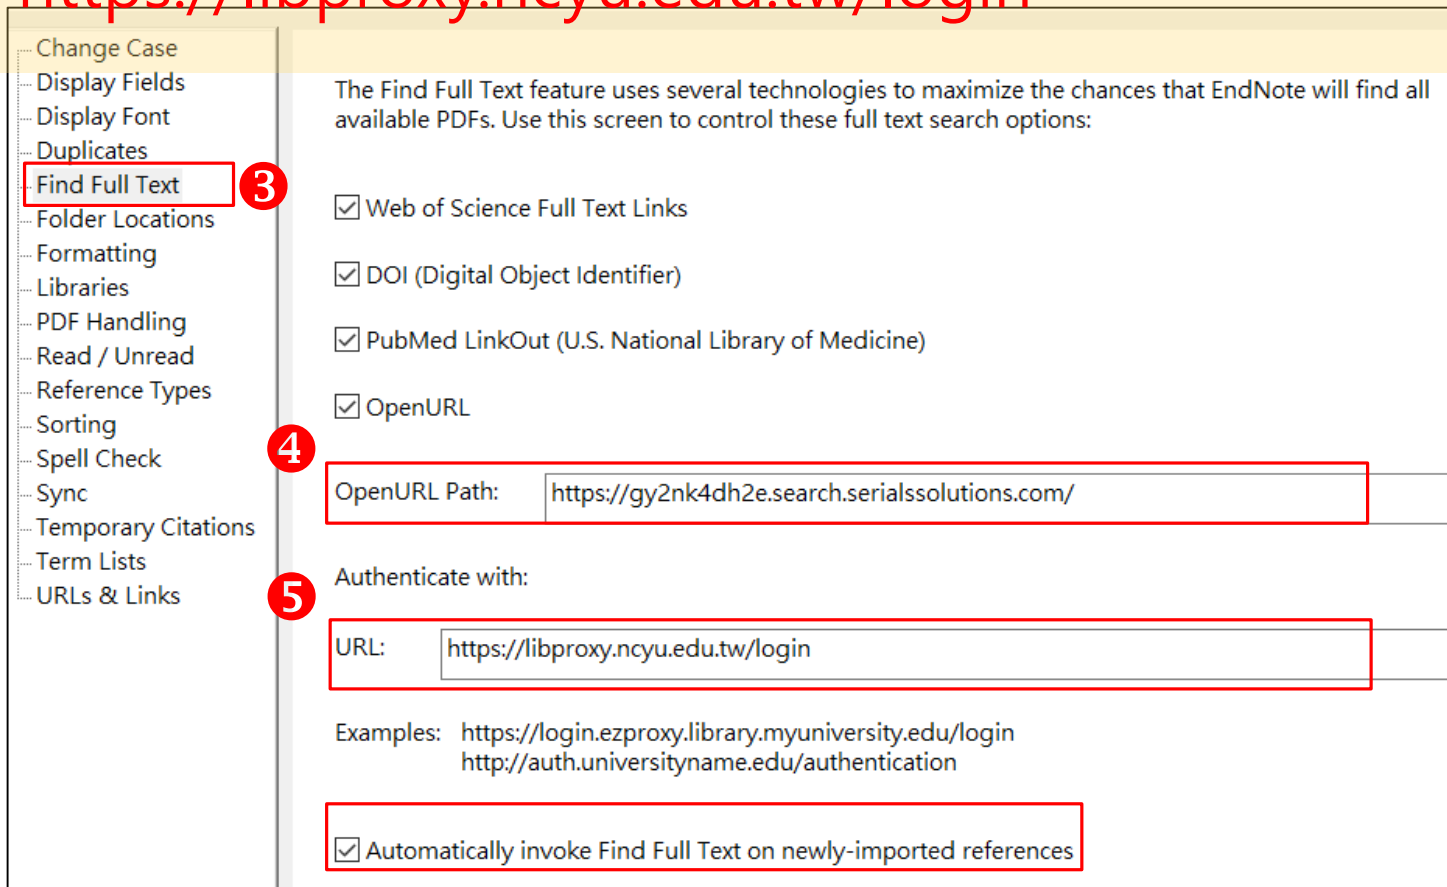 https://libproxy.ncyu.edu.tw/login
Change Case
Display Fields
Display Font
Duplicates
Find Full Text
3
Folder Locations
Formatting
Libraries
PDF Handling
Read / Unread
Reference Types
Sorting
Spell Check
Sync
Temporary Citations
Term Lists
URLs & Links
The Find Full Text feature uses several technologies to maximize the chances that EndNote will find all
available PDFs. Use this screen to control these full text search options:
Web of Science Full Text Links
DOI (Digital Object Identifier)
PubMed LinkOut (U.S. National Library of Medicine)
OpenURL
4
OpenURL Path: https://gy2nk4dh2e.search.serialssolutions.com/
Authenticate with:
5
URL: https://libproxy.ncyu.edu.tw/login
Examples: https://login.ezproxy.library.myuniversity.edu/login
http://auth.universityname.edu/authentication
Automatically invoke Find Full Text on newly-imported references